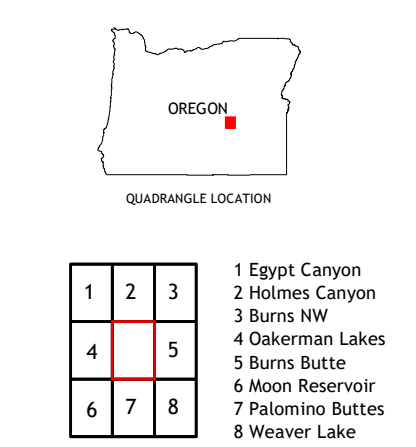 OREGON
QUADRANGLE LOCATION
1 2 3
4 5
6 7 8
1 Egypt Canyon
2 Holmes Canyon
3 Burns NW
4 Oakerman Lakes
5 Burns Butte
6 Moon Reservoir
7 Palomino Buttes
8 Weaver Lake